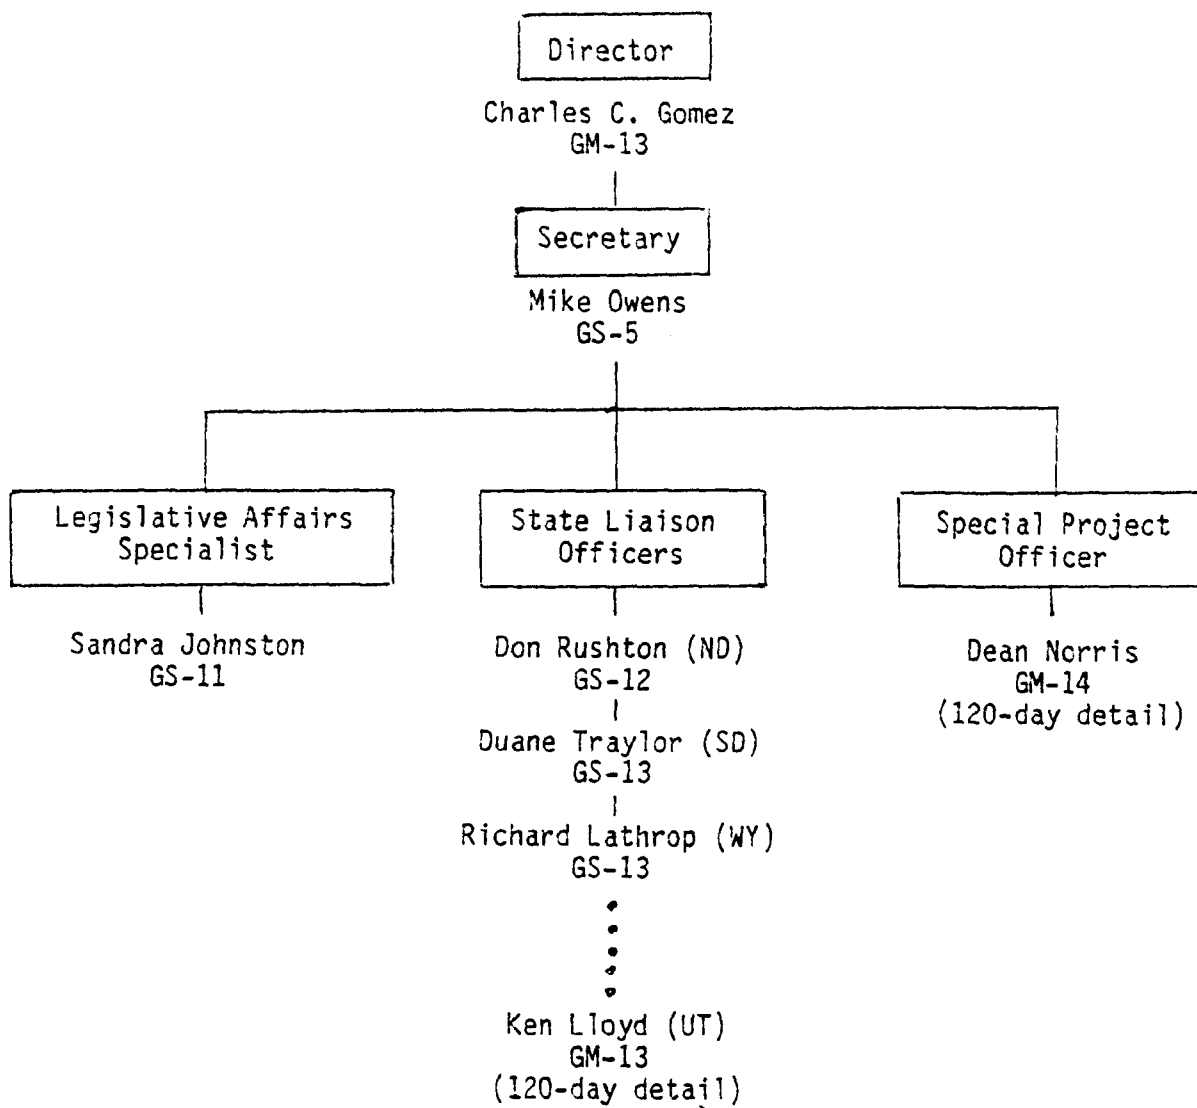 Director
Charles C. Gomez
GM-13
Secretary
Mike Owens
GS-5
Legislative Affairs
Specialist
Sandra Johnston
GS-11
State Liaison
Officers
Don Rushton (ND)
GS-12
Duane Traylor (SD)
GS-13
Richard Lathrop (WY)
GS-13
Ken Lloyd (UT)
GM-13
(120-day detail)
Special Project
Officer
Dean Norris
GM-14
(120-day detail)